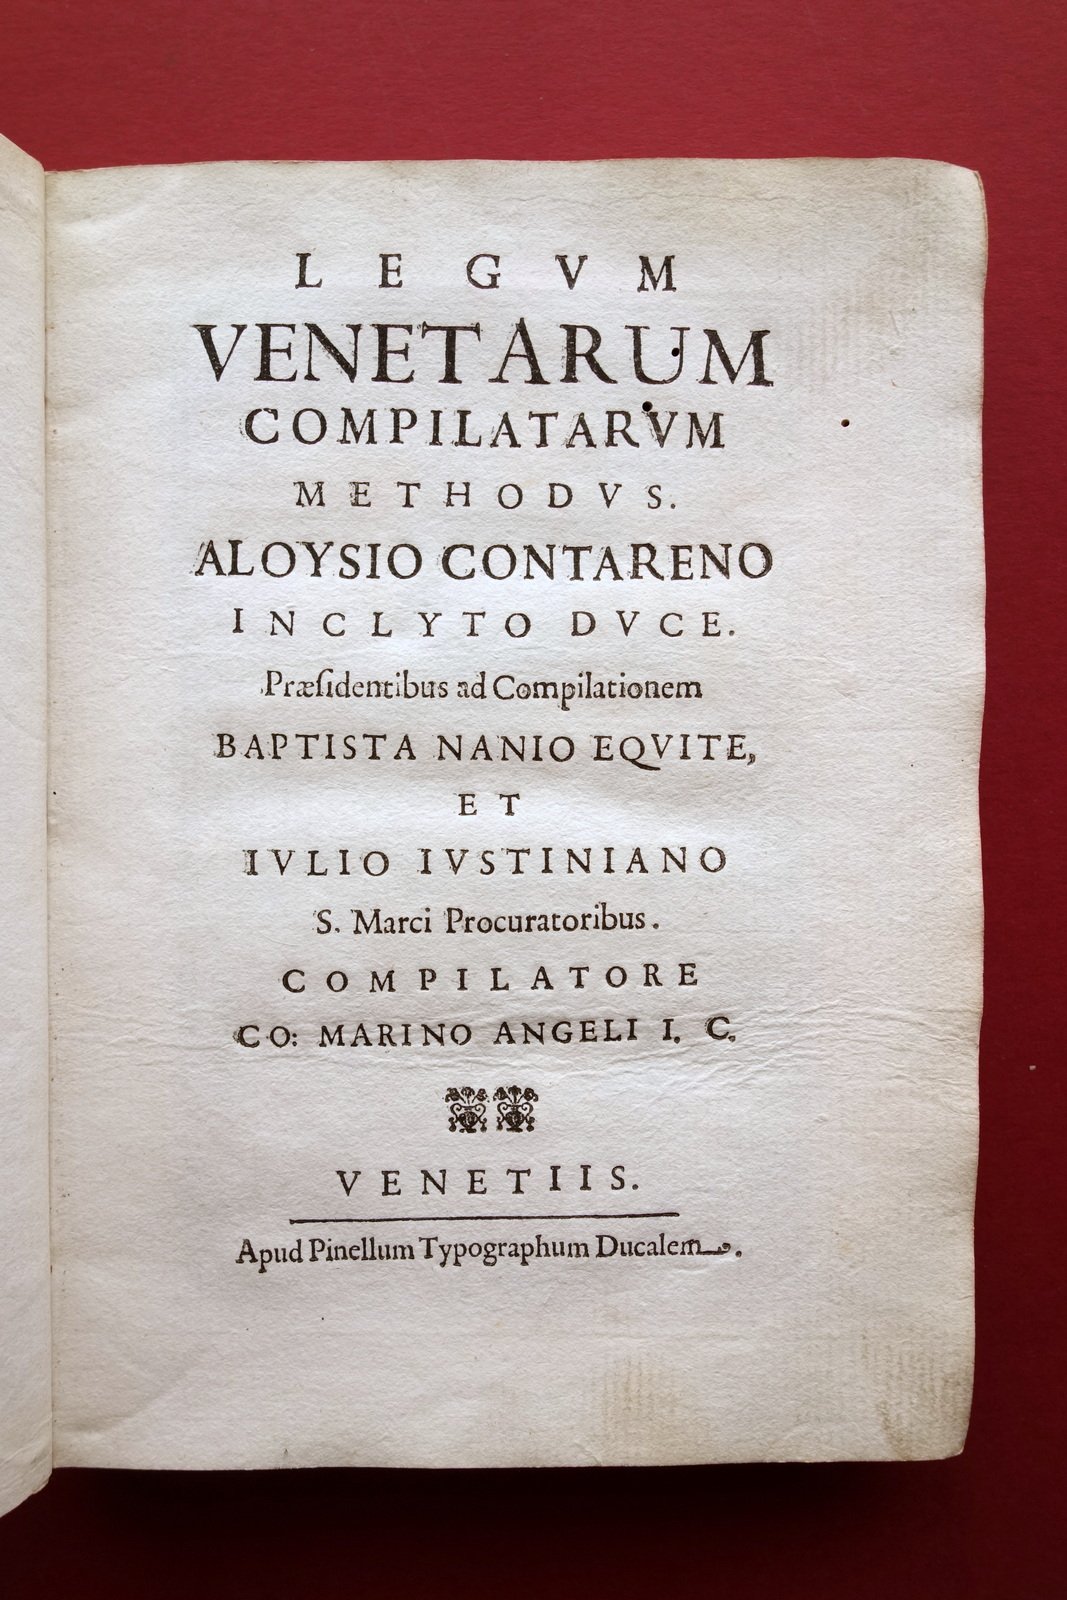 LEGVM
VENETARUM
COMPILATARVM
METHODVS.
ALOYSIO CONTARENO
INCLYTO DVCE.
Præſidentibus ad Compilationem
BAPTISTA NANIO EQVITE,
ET
IVLIO IVSTINIANO
S. Marci Procuratoribus.
COMPILATORE
CO: MARINO ANGELI I. C.
VENETIIS.
Apud Pinellum Typographum Ducalem.